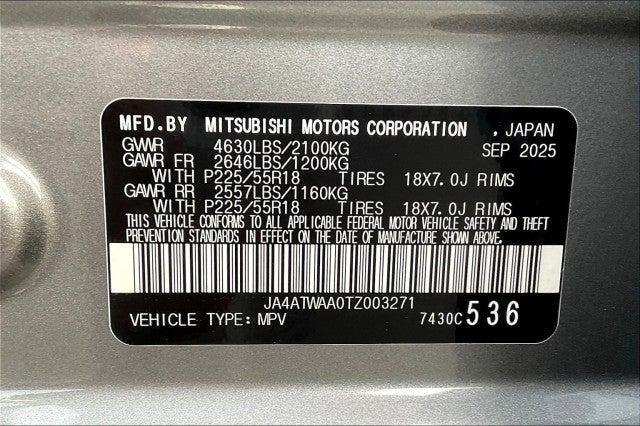 MFD.BY MITSUBISHI MOTORS CORPORATION , JAPAN
GVWR 4630LBS/2100KG SEP 2025
GAWR FR 2646LBS/1200KG
WITH P225/55R18 TIRES 18X7.0J RIMS
GAWR RR 2557LBS/1160KG
WITH P225/55R18 TIRES 18X7.0J RIMS
THIS VEHICLE CONFORMS TO ALL APPLICABLE FEDERAL MOTOR VEHICLE SAFETY AND THEFT
PREVENTION STANDARDS IN EFFECT ON THE DATE OF MANUFACTURE SHOWN ABOVE.
JA4ATWAA0TZ003271
VEHICLE TYPE: MPV 7430C 536